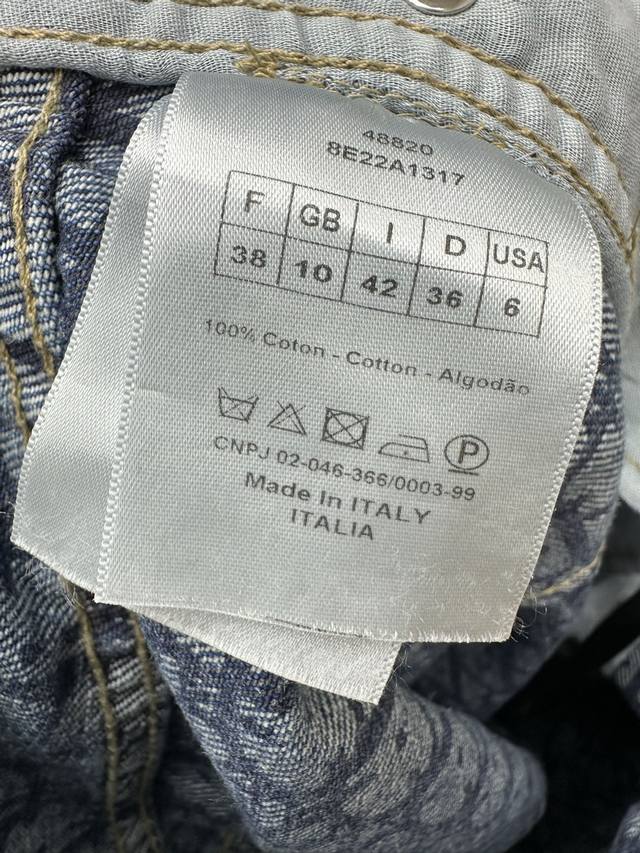 48820
8E22A1317
F GB I D USA
38 10 42 36 6
100% Coton - Cotton - Algodão
P
CNPJ 02-046-366/0003-99
Made In ITALY
ITALIA